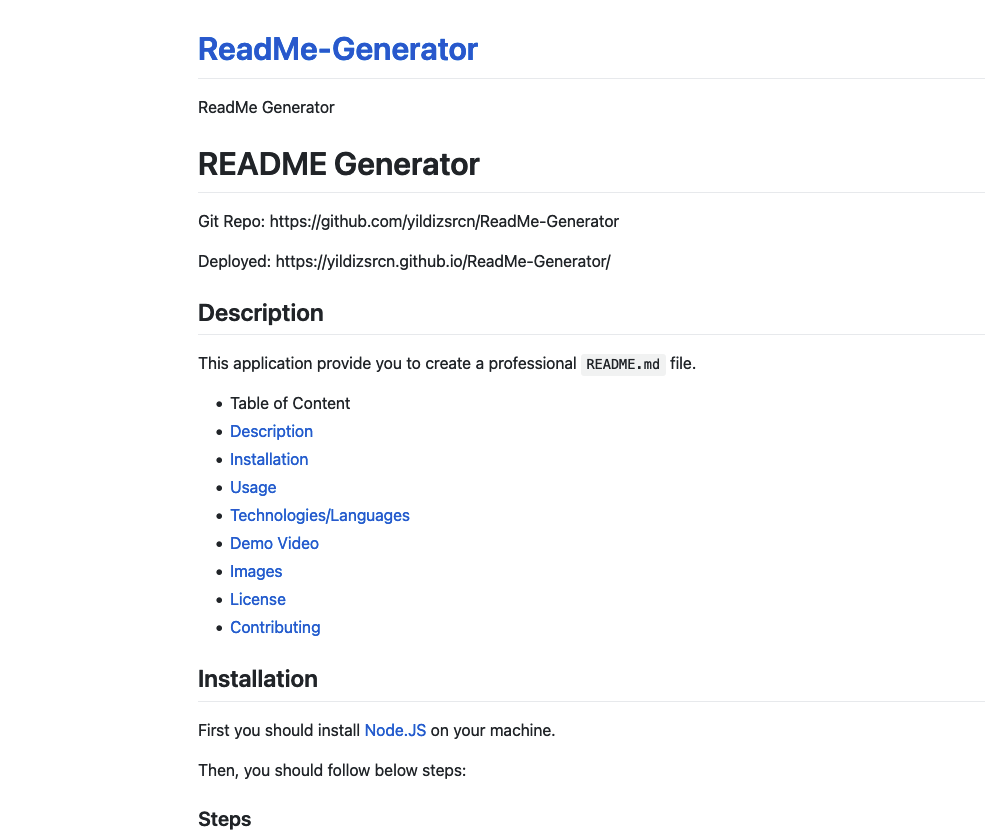 ReadMe-Generator
ReadMe Generator
README Generator
Git Repo: https://github.com/yildizsrcn/ReadMe-Generator
Deployed: https://yildizsrcn.github.io/ReadMe-Generator/
Description
This application provide you to create a professional README.md file.
• Table of Content
• Description
• Installation
• Usage
• Technologies/Languages
• Demo Video
• Images
• License
• Contributing
Installation
First you should install Node.JS on your machine.
Then, you should follow below steps:
Steps